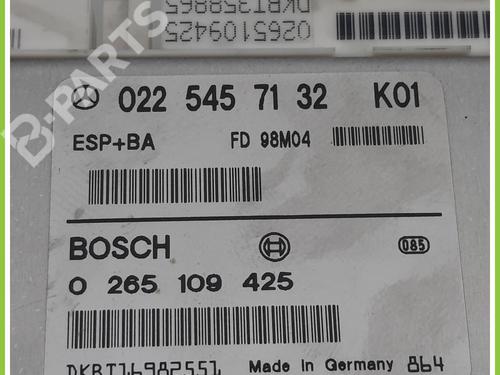 DKBT358865
0265109425
B-PARTS
022 545 71 32 K01
ESP+BA FD 98M04
BOSCH 085
0 265 109 425
DKBT16982551 Made in Germany 864